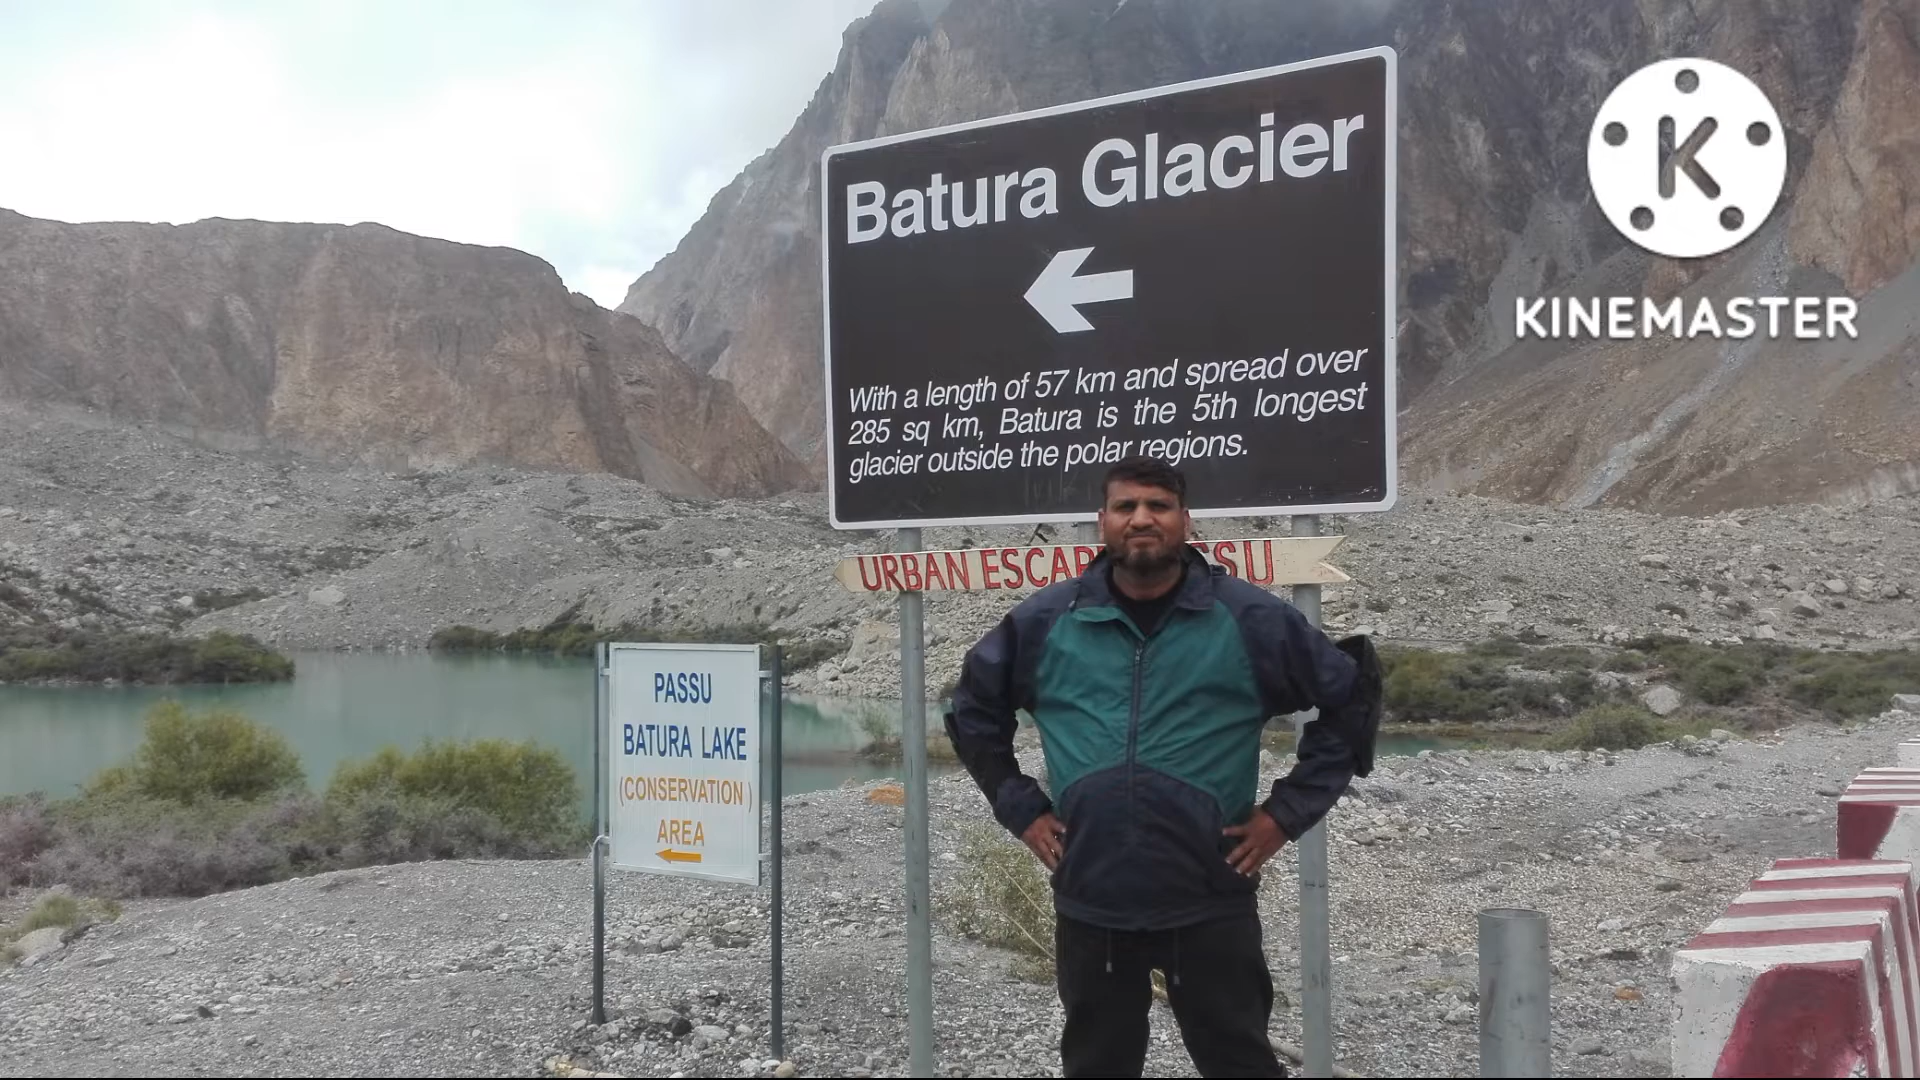 Batura Glacier
With a length of 57 km and spread over
285 sq km, Batura is the 5th longest
glacier outside the polar regions.
URBAN ESCAP SSU
PASSU
BATURA LAKE
(CONSERVATION)
AREA
K
KINEMASTER